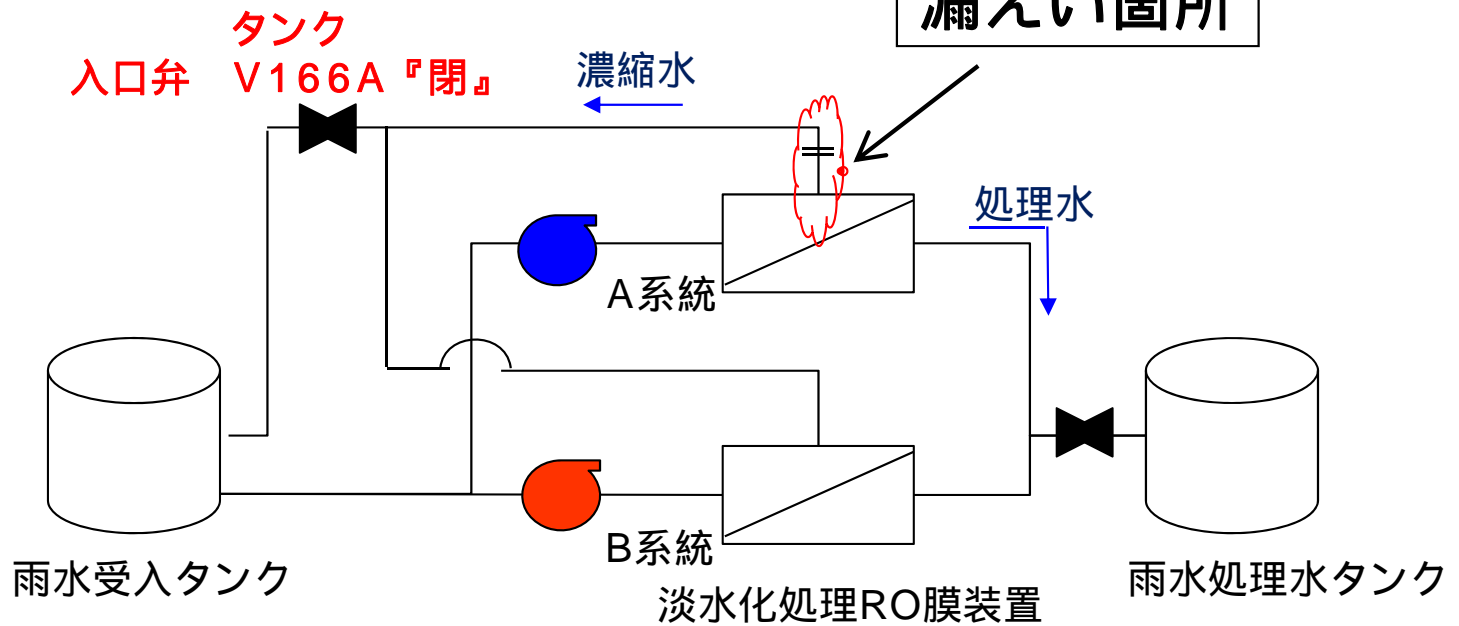 漏えい箇所
タンク
入口弁　V166A『閉』
濃縮水
処理水
A系統
B系統
雨水受入タンク
淡水化処理RO膜装置
雨水処理水タンク